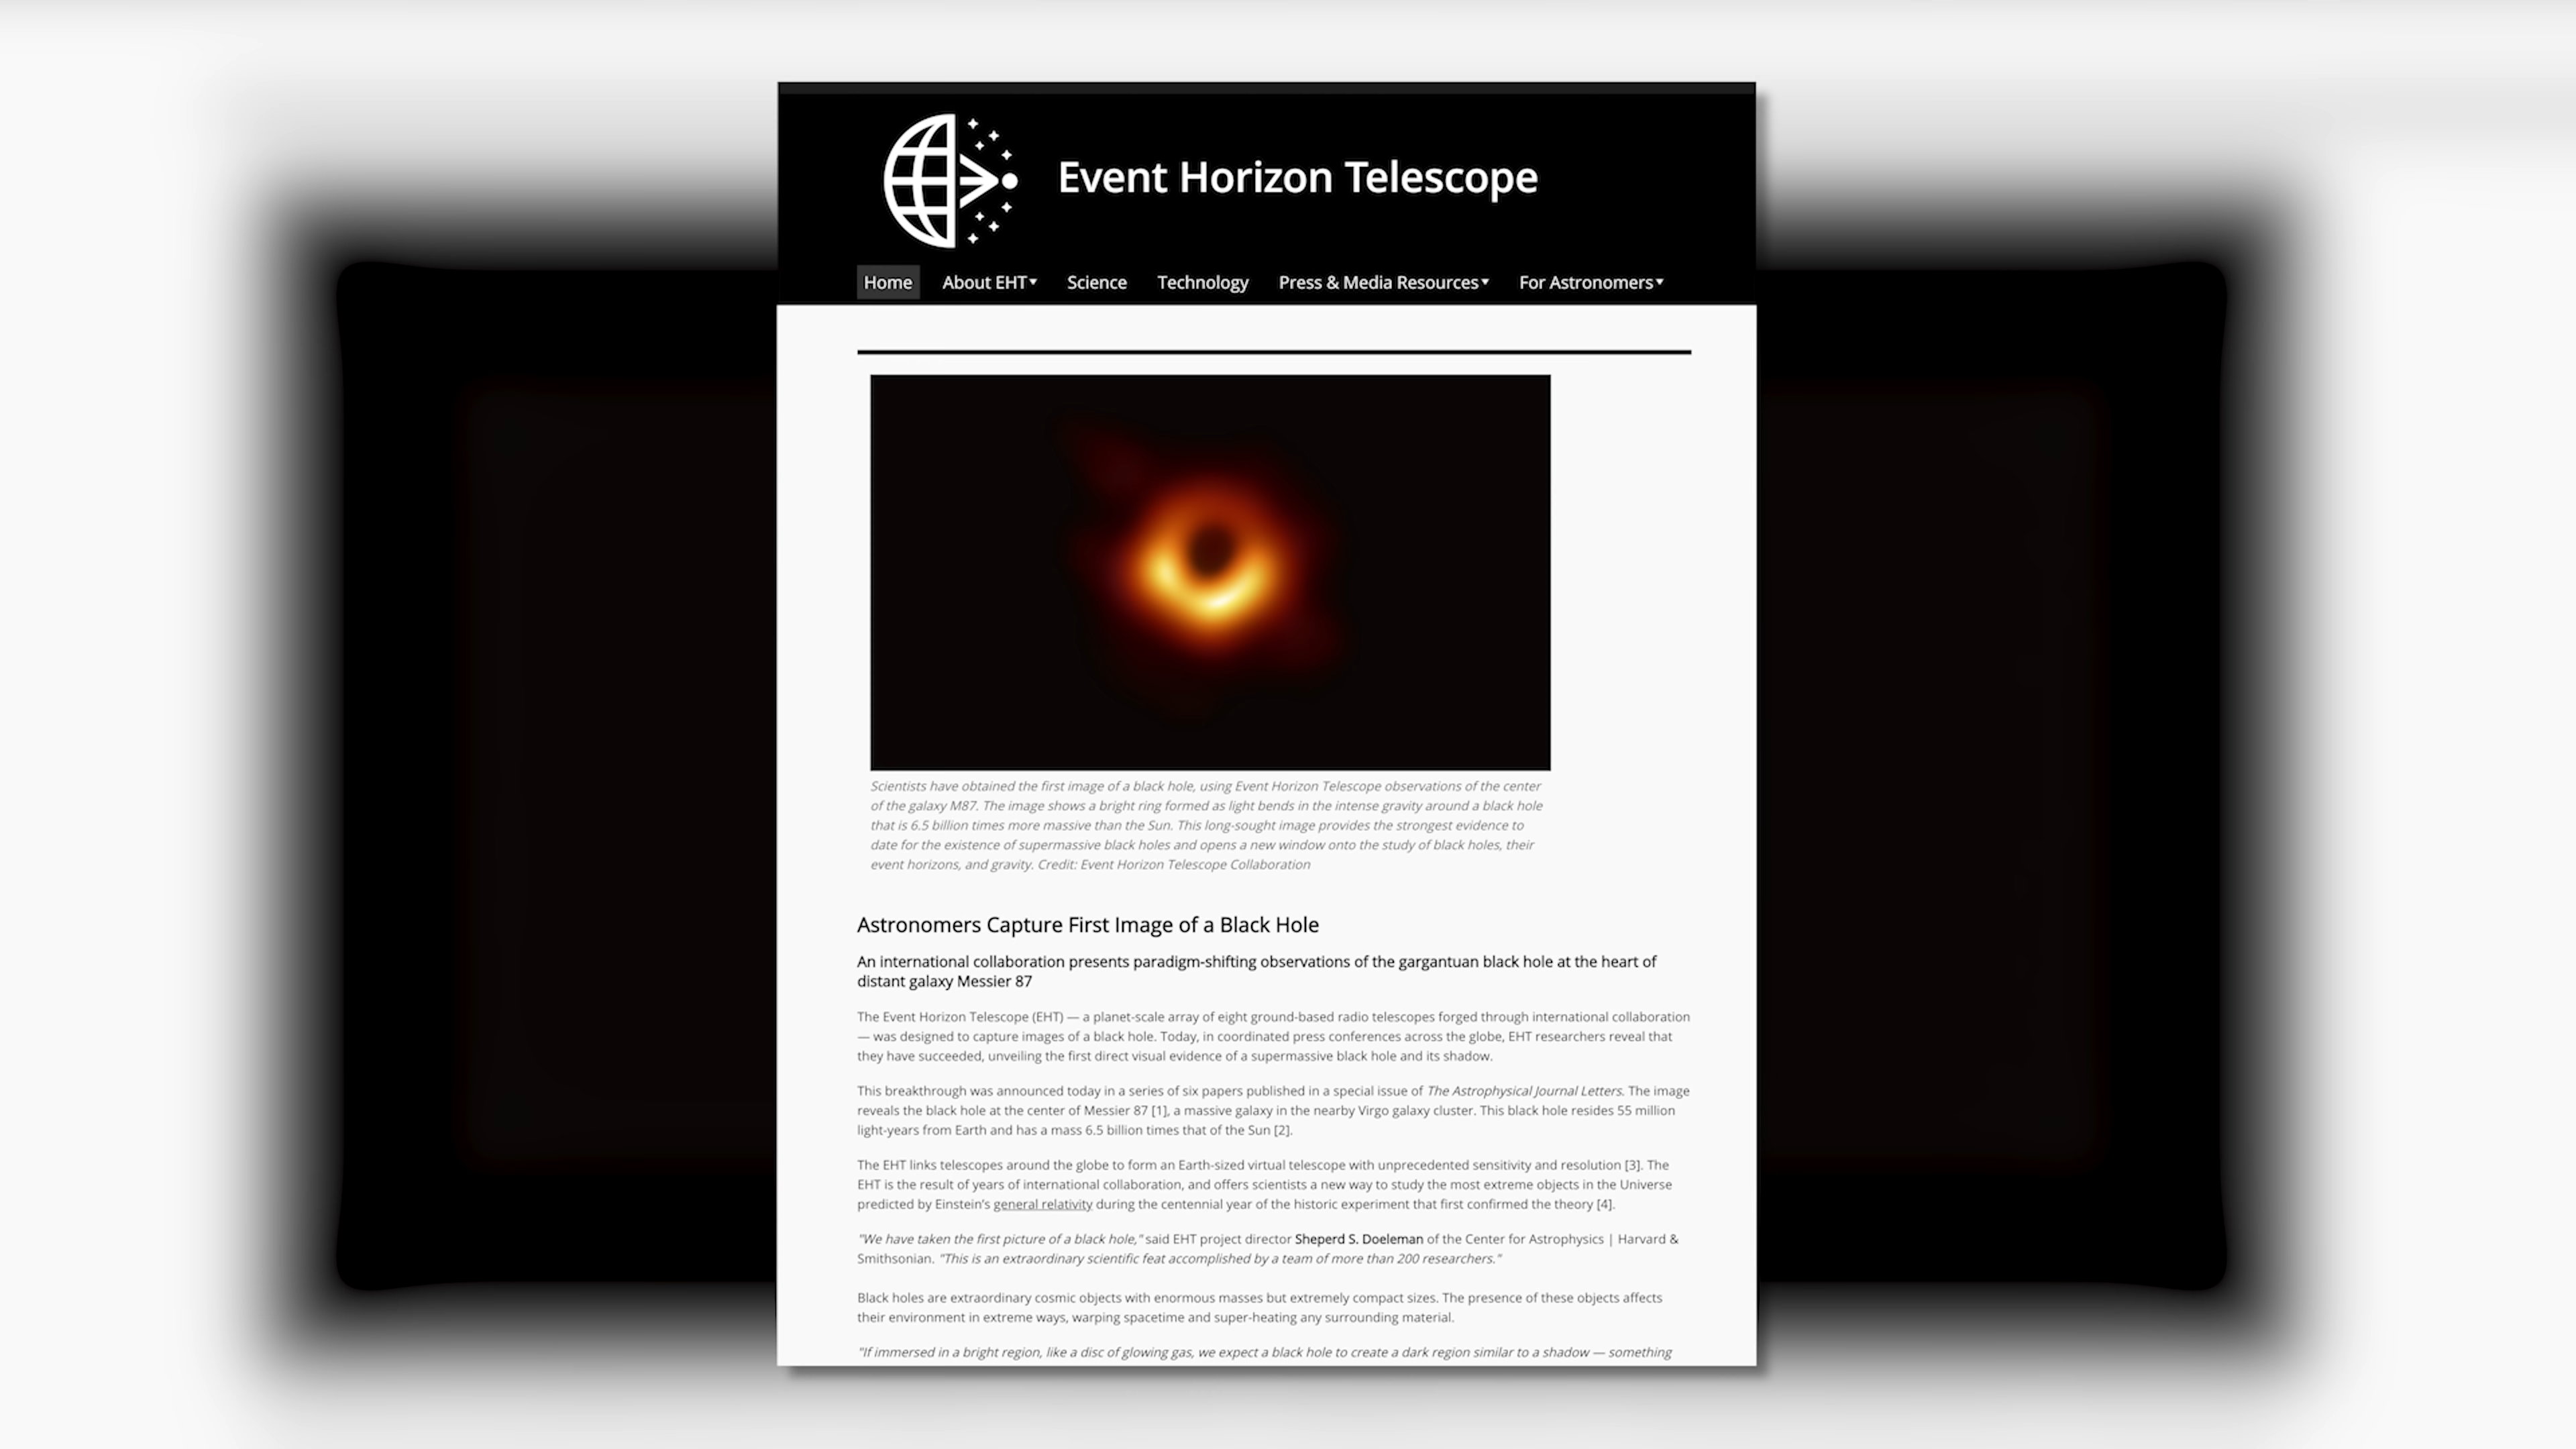 Event Horizon Telescope
Home About EHT Science Technology Press & Media Resources For Astronomers
Scientists have obtained the first image of a black hole, using Event Horizon Telescope observations of the center
of the galaxy M87. The image shows a bright ring formed as light bends in the intense gravity around a black hole
that is 6.5 billion times more massive than the Sun. This long-sought image provides the strongest evidence to
date for the existence of supermassive black holes and opens a new window onto the study of black holes, their
event horizons, and gravity. Credit: Event Horizon Telescope Collaboration
Astronomers Capture First Image of a Black Hole
An international collaboration presents paradigm-shifting observations of the gargantuan black hole at the heart of
distant galaxy Messier 87
The Event Horizon Telescope (EHT) — a planet-scale array of eight ground-based radio telescopes forged through international collaboration
— was designed to capture images of a black hole. Today, in coordinated press conferences across the globe, EHT researchers reveal that
they have succeeded, unveiling the first direct visual evidence of a supermassive black hole and its shadow.
This breakthrough was announced today in a series of six papers published in a special issue of The Astrophysical Journal Letters. The image
reveals the black hole at the center of Messier 87 [1], a massive galaxy in the nearby Virgo galaxy cluster. This black hole resides 55 million
light-years from Earth and has a mass 6.5 billion times that of the Sun [2].
The EHT links telescopes around the globe to form an Earth-sized virtual telescope with unprecedented sensitivity and resolution [3]. The
EHT is the result of years of international collaboration, and offers scientists a new way to study the most extreme objects in the Universe
predicted by Einstein's general relativity during the centennial year of the historic experiment that first confirmed the theory [4].
"We have taken the first picture of a black hole," said EHT project director Sheperd S. Doeleman of the Center for Astrophysics | Harvard &
Smithsonian. "This is an extraordinary scientific feat accomplished by a team of more than 200 researchers."
Black holes are extraordinary cosmic objects with enormous masses but extremely compact sizes. The presence of these objects affects
their environment in extreme ways, warping spacetime and super-heating any surrounding material.
"If immersed in a bright region, like a disc of glowing gas, we expect a black hole to create a dark region similar to a shadow — something